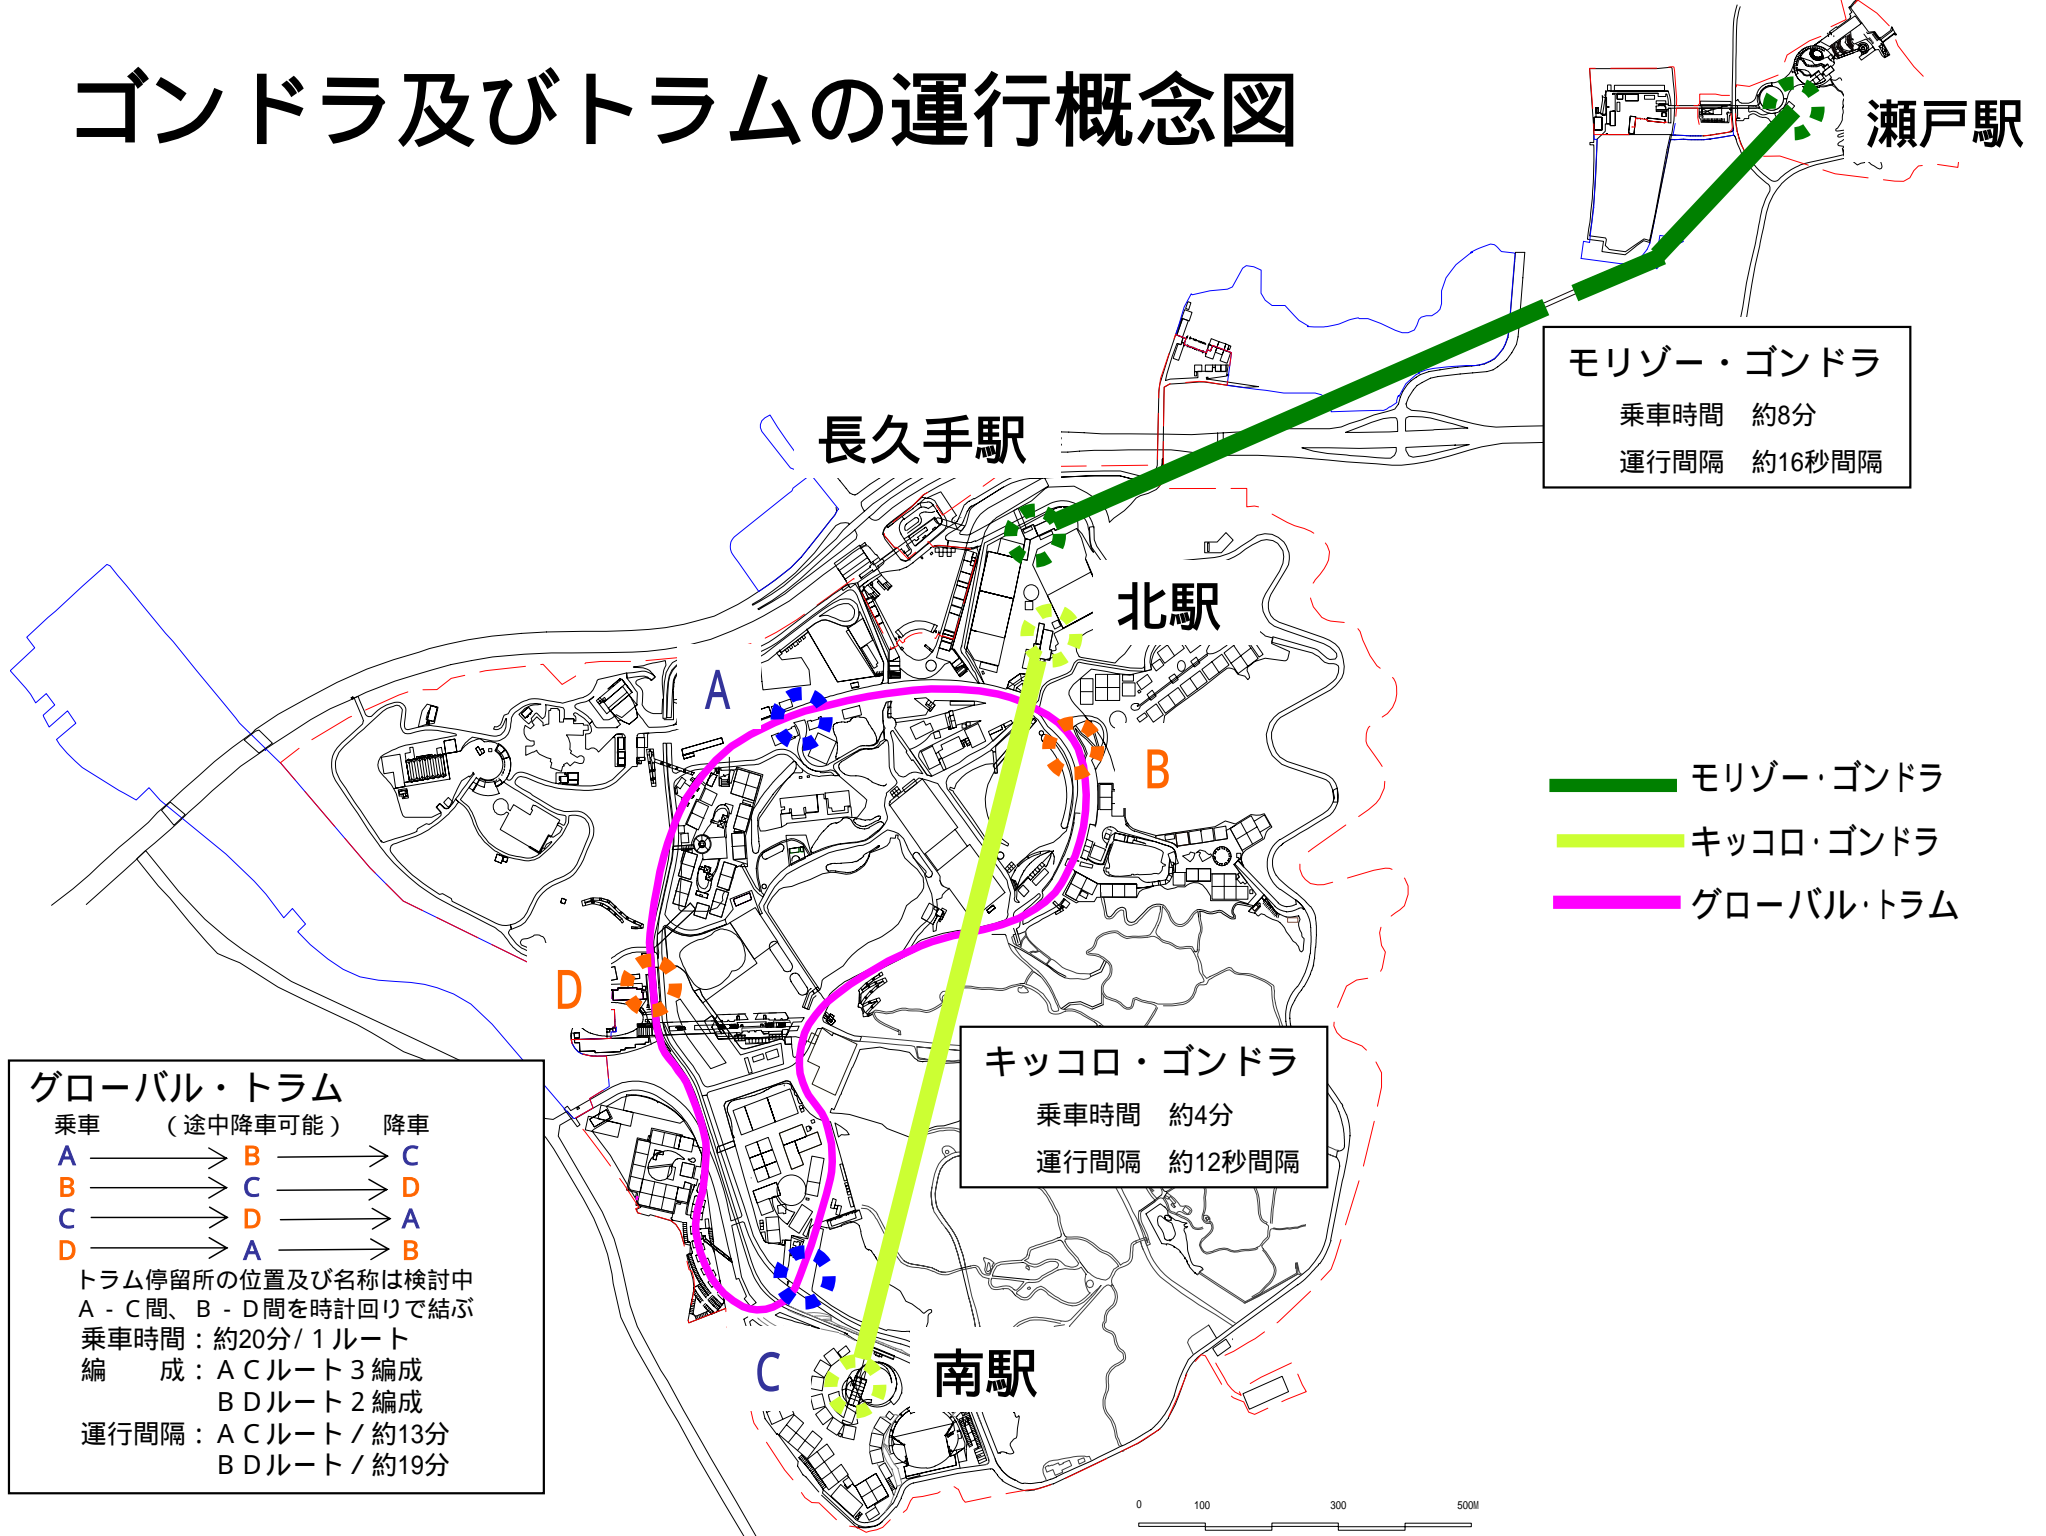 ゴンドラ及びトラムの運行概念図
瀬戸駅
モリゾー・ゴンドラ
乗車時間　約8分
運行間隔　約16秒間隔
長久手駅
北駅
A
B
モリゾー・ゴンドラ
キッコロ・ゴンドラ
グローバル・トラム
D
キッコロ・ゴンドラ
乗車時間　約4分
運行間隔　約12秒間隔
グローバル・トラム
乗車　（途中降車可能）　降車
A B C
B C D
C D A
D A B
トラム停留所の位置及び名称は検討中
A - C間、B - D間を時計回りで結ぶ
乗車時間：約20分/１ルート
編　　成：ＡＣルート３編成
ＢＤルート２編成
運行間隔：ＡＣルート／約13分
ＢＤルート／約19分
C
南駅
0 100 300 500M